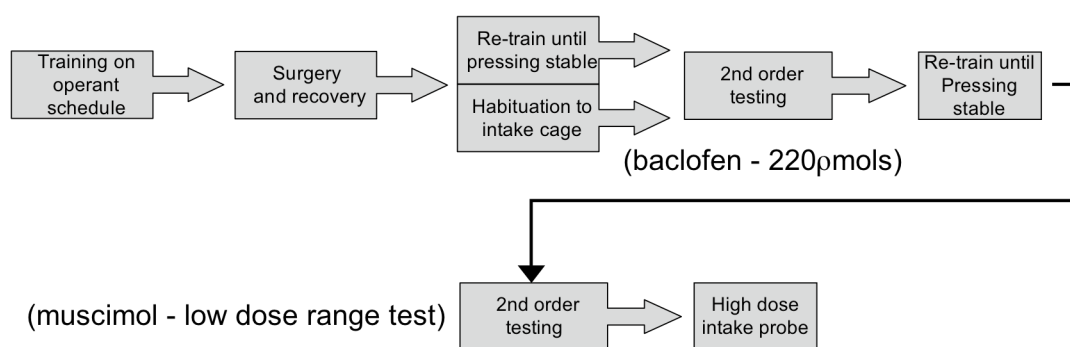 Training on
operant
schedule
Surgery
and recovery
Re-train until
pressing stable
Habituation to
intake cage
2nd order
testing
Re-train until
Pressing
stable
(baclofen - 220ρmols)
(muscimol - low dose range test)
2nd order
testing
High dose
intake probe